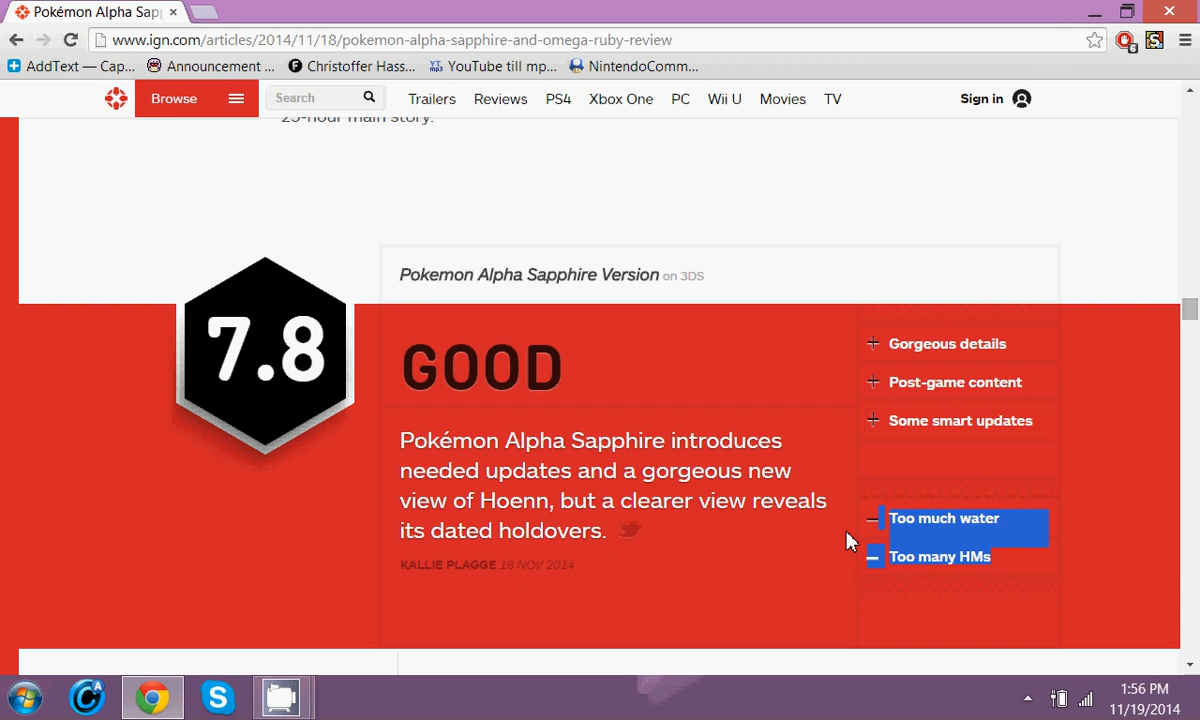 Pokémon Alpha Sap
www.ign.com/articles/2014/11/18/pokemon-alpha-sapphire-and-omega-ruby-review
AddText — Cap... Announcement ... Christoffer Hass... YouTube till mp... NintendoComm...
Browse Search Trailers Reviews PS4 Xbox One PC Wii U Movies TV Sign in
25-hour main story.
Pokemon Alpha Sapphire Version on 3DS
7.8
GOOD
Pokémon Alpha Sapphire introduces
needed updates and a gorgeous new
view of Hoenn, but a clearer view reveals
its dated holdovers.
KALLIE PLAGGE 18 NOV 2014
+ Gorgeous details
+ Post-game content
+ Some smart updates
– Too much water
– Too many HMs
1:56 PM
11/19/2014